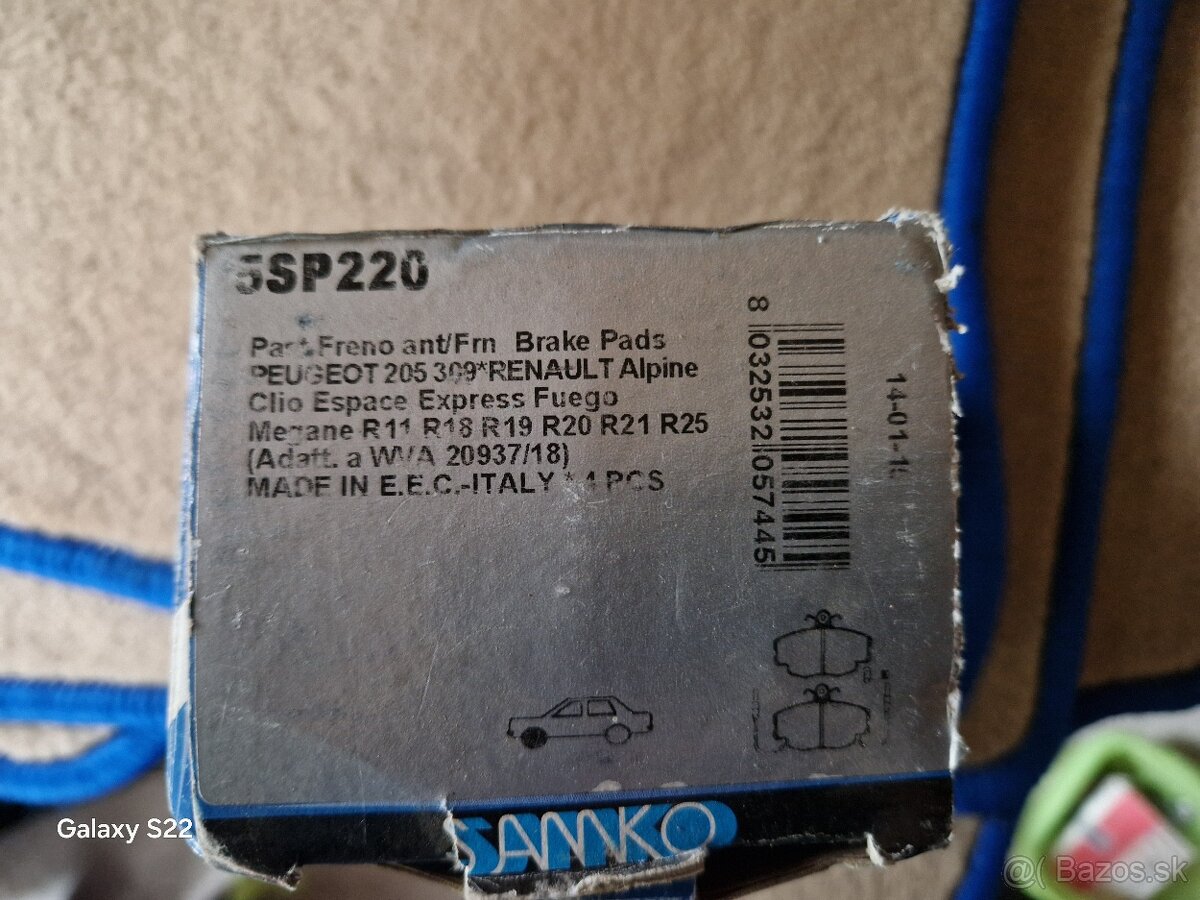 5SP220
Past.Freno ant/Frn Brake Pads
PEUGEOT 205 309*RENAULT Alpine
Clio Espace Express Fuego
Megane R11 R18 R19 R20 R21 R25
(Adatt. a WVA 20937/18)
MADE IN E.E.C.-ITALY * 4 PCS
8 032532 057445
14-01-
SAMKO
Galaxy S22
Bazos.sk